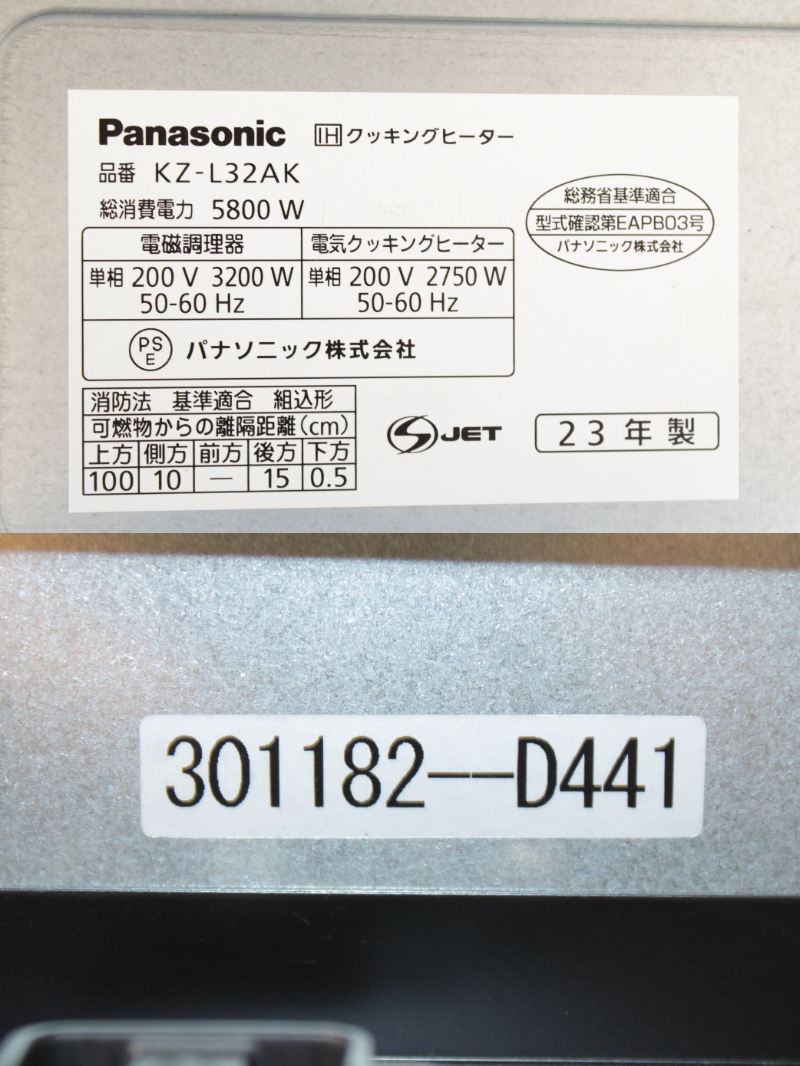 Panasonic IH クッキングヒーター
品番 KZ-L32AK
総消費電力 5800 W
電磁調理器 電気クッキングヒーター
単相 200 V 3200 W 単相 200 V 2750 W
50-60 Hz 50-60 Hz
PS E パナソニック株式会社
総務省基準適合
型式確認第EAPB03号
パナソニック株式会社
消防法 基準適合 組込形
可燃物からの離隔距離(cm)
上方 側方 前方 後方 下方
100 10 — 15 0.5
S JET
23年製
301182—D441